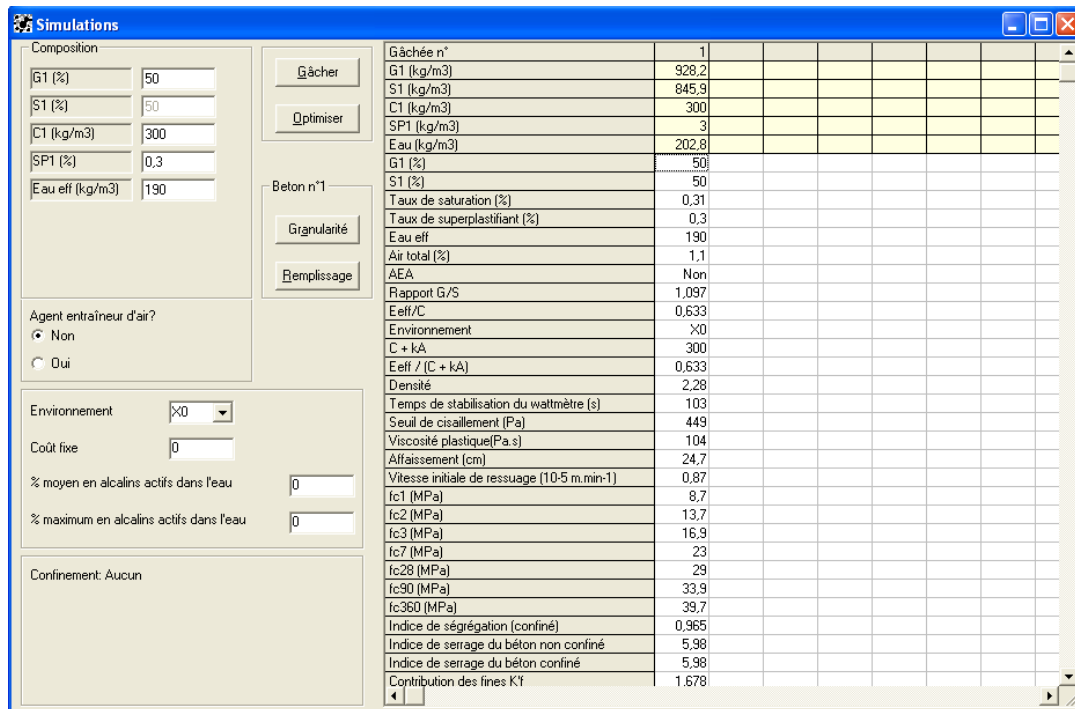 Simulations
Composition
G1 (%) 50
S1 (%) 50
C1 (kg/m3) 300
SP1 (%) 0,3
Eau eff (kg/m3) 190
Gâcher
Optimiser
Beton n°1
Granularité
Remplissage
Agent entraîneur d'air?
Non
Oui
Environnement X0
Coût fixe 0
% moyen en alcalins actifs dans l'eau 0
% maximum en alcalins actifs dans l'eau 0
Confinement: Aucun
Gâchée n° 1
G1 (kg/m3) 928,2
S1 (kg/m3) 845,9
C1 (kg/m3) 300
SP1 (kg/m3) 3
Eau (kg/m3) 202,8
G1 (%) 50
S1 (%) 50
Taux de saturation (%) 0,31
Taux de superplastifiant (%) 0,3
Eau eff 190
Air total (%) 1,1
AEA Non
Rapport G/S 1,097
Eeff/C 0,633
Environnement X0
C + kA 300
Eeff / (C + kA) 0,633
Densité 2,28
Temps de stabilisation du wattmètre (s) 103
Seuil de cisaillement (Pa) 449
Viscosité plastique(Pa.s) 104
Affaissement (cm) 24,7
Vitesse initiale de ressuage (10-5 m.min-1) 0,87
fc1 (MPa) 8,7
fc2 (MPa) 13,7
fc3 (MPa) 16,9
fc7 (MPa) 23
fc28 (MPa) 29
fc90 (MPa) 33,9
fc360 (MPa) 39,7
Indice de ségrégation (confiné) 0,965
Indice de serrage du béton non confiné 5,98
Indice de serrage du béton confiné 5,98
Contribution des fines K'f 1,678